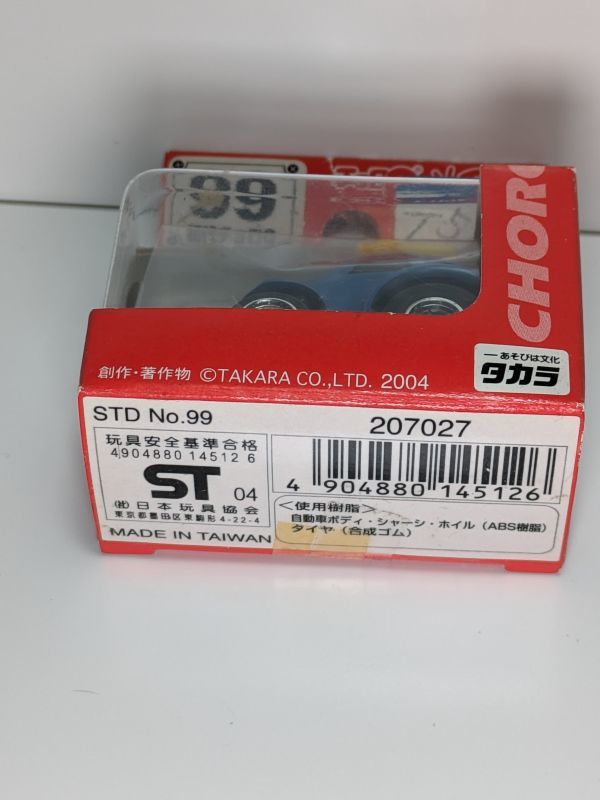 99
CHORO
創作・著作物 ©TAKARA CO.,LTD. 2004
あそびは文化
タカラ
STD No.99
207027
玩具安全基準合格
4904880 145126
ST 04
(社)日本玩具協会
東京都墨田区東駒形4-22-4
MADE IN TAIWAN
4 904880 145126
<使用樹脂>
自動車ボディ・シャーシ・ホイル(ABS樹脂)
タイヤ(合成ゴム)